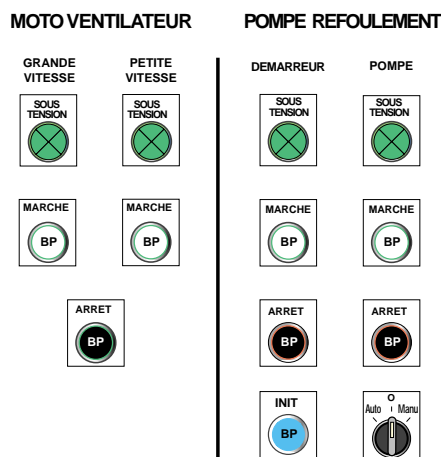 MOTO VENTILATEUR
GRANDE
VITESSE
PETITE
VITESSE
SOUS
TENSION
SOUS
TENSION
MARCHE
BP
MARCHE
BP
ARRET
BP
POMPE REFOULEMENT
DEMARREUR
POMPE
SOUS
TENSION
SOUS
TENSION
MARCHE
BP
MARCHE
BP
ARRET
BP
ARRET
BP
INIT
BP
O
Auto
Manu